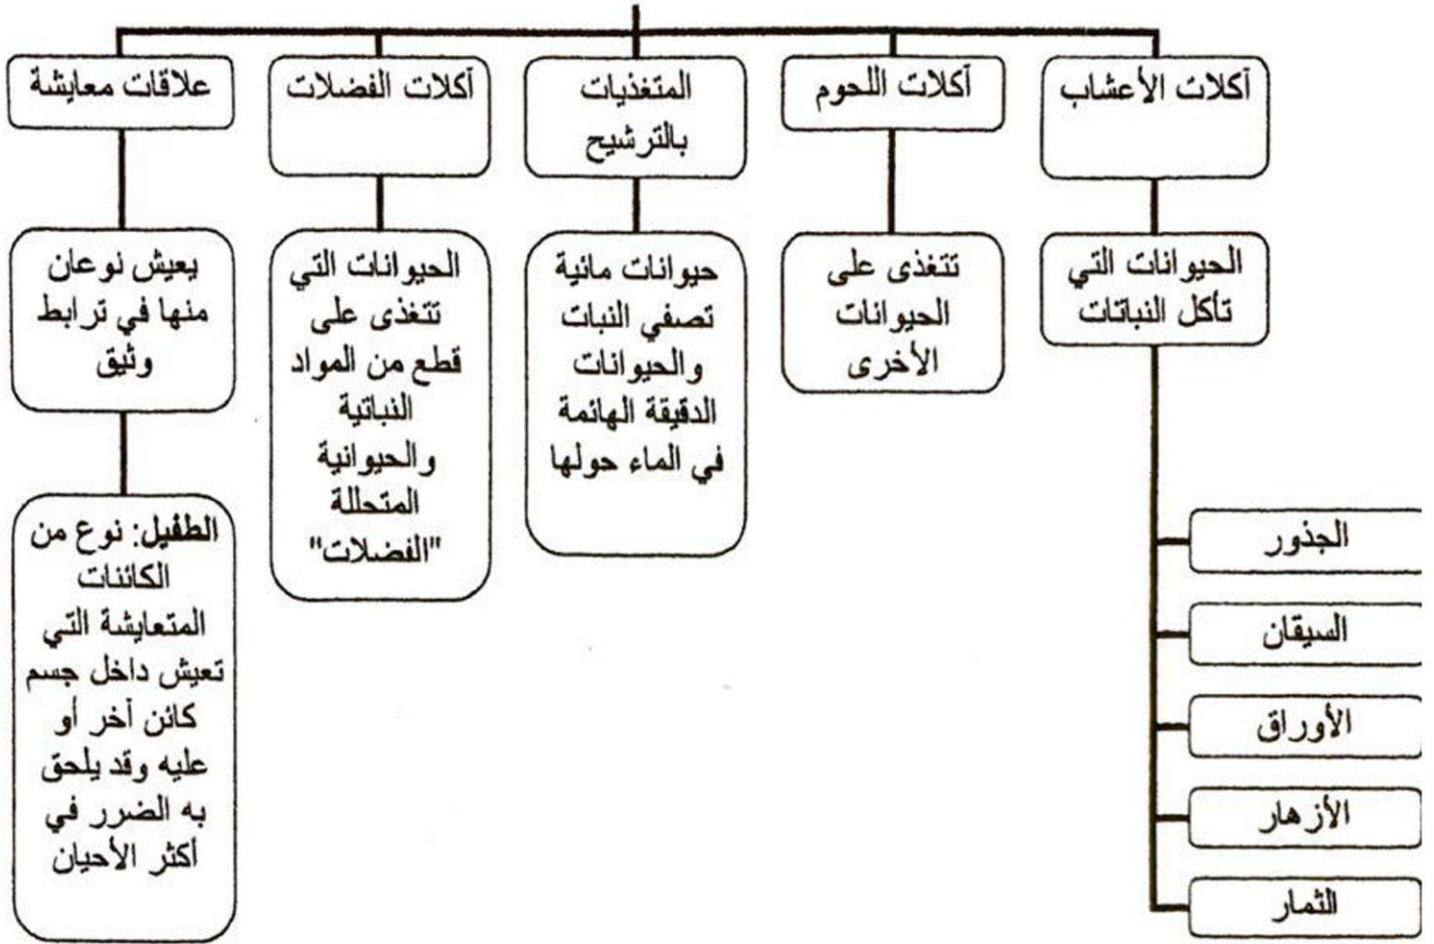 آكلات الأعشاب
آكلات اللحوم
المتغذيات
بالترشيح
آكلات الفضلات
علاقات معايشة
الحيوانات التي
تأكل النباتات
تتغذى على
الحيوانات
الأخرى
حيوانات مائية
تصفي النبات
والحيوانات
الدقيقة الهائمة
في الماء حولها
الحيوانات التي
تتغذى على
قطع من المواد
النباتية
والحيوانية
المتحللة
"الفضلات"
يعيش نوعان
منها في ترابط
وثيق
الجذور
السيقان
الأوراق
الأزهار
الثمار
الطفيل: نوع من
الكائنات
المتعايشة التي
تعيش داخل جسم
كائن آخر أو
عليه وقد يلحق
به الضرر في
أكثر الأحيان